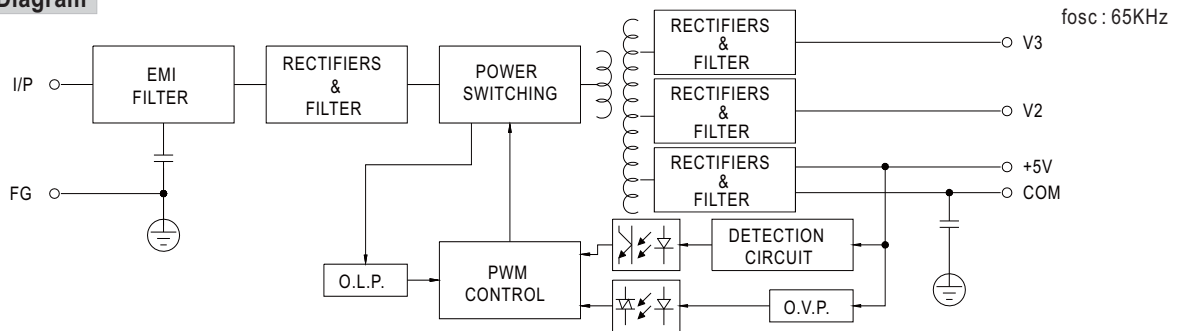 Diagram
fosc : 65KHz
I/P
EMI
FILTER
RECTIFIERS
&
FILTER
POWER
SWITCHING
RECTIFIERS
&
FILTER
V3
RECTIFIERS
&
FILTER
V2
RECTIFIERS
&
FILTER
+5V
COM
FG
O.L.P.
PWM
CONTROL
DETECTION
CIRCUIT
O.V.P.